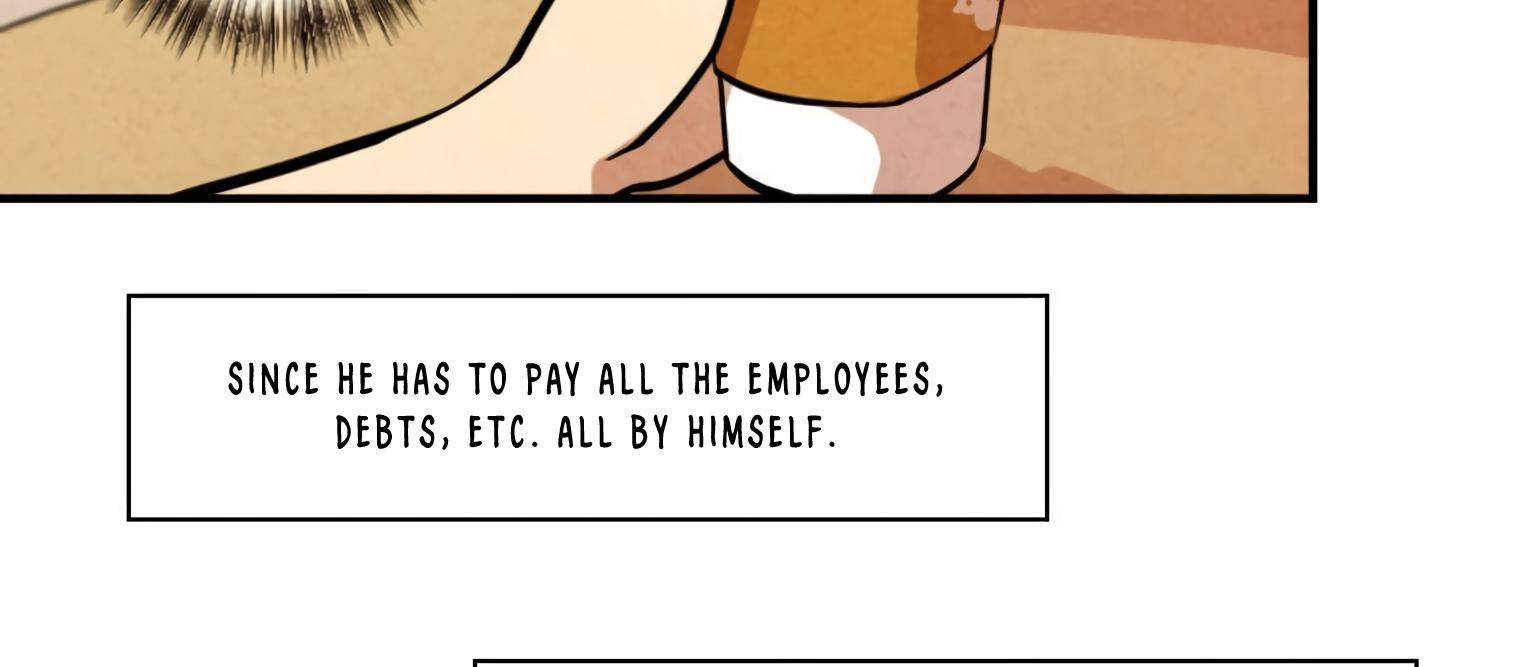 SINCE HE HAS TO PAY ALL THE EMPLOYEES,
DEBTS, ETC. ALL BY HIMSELF.